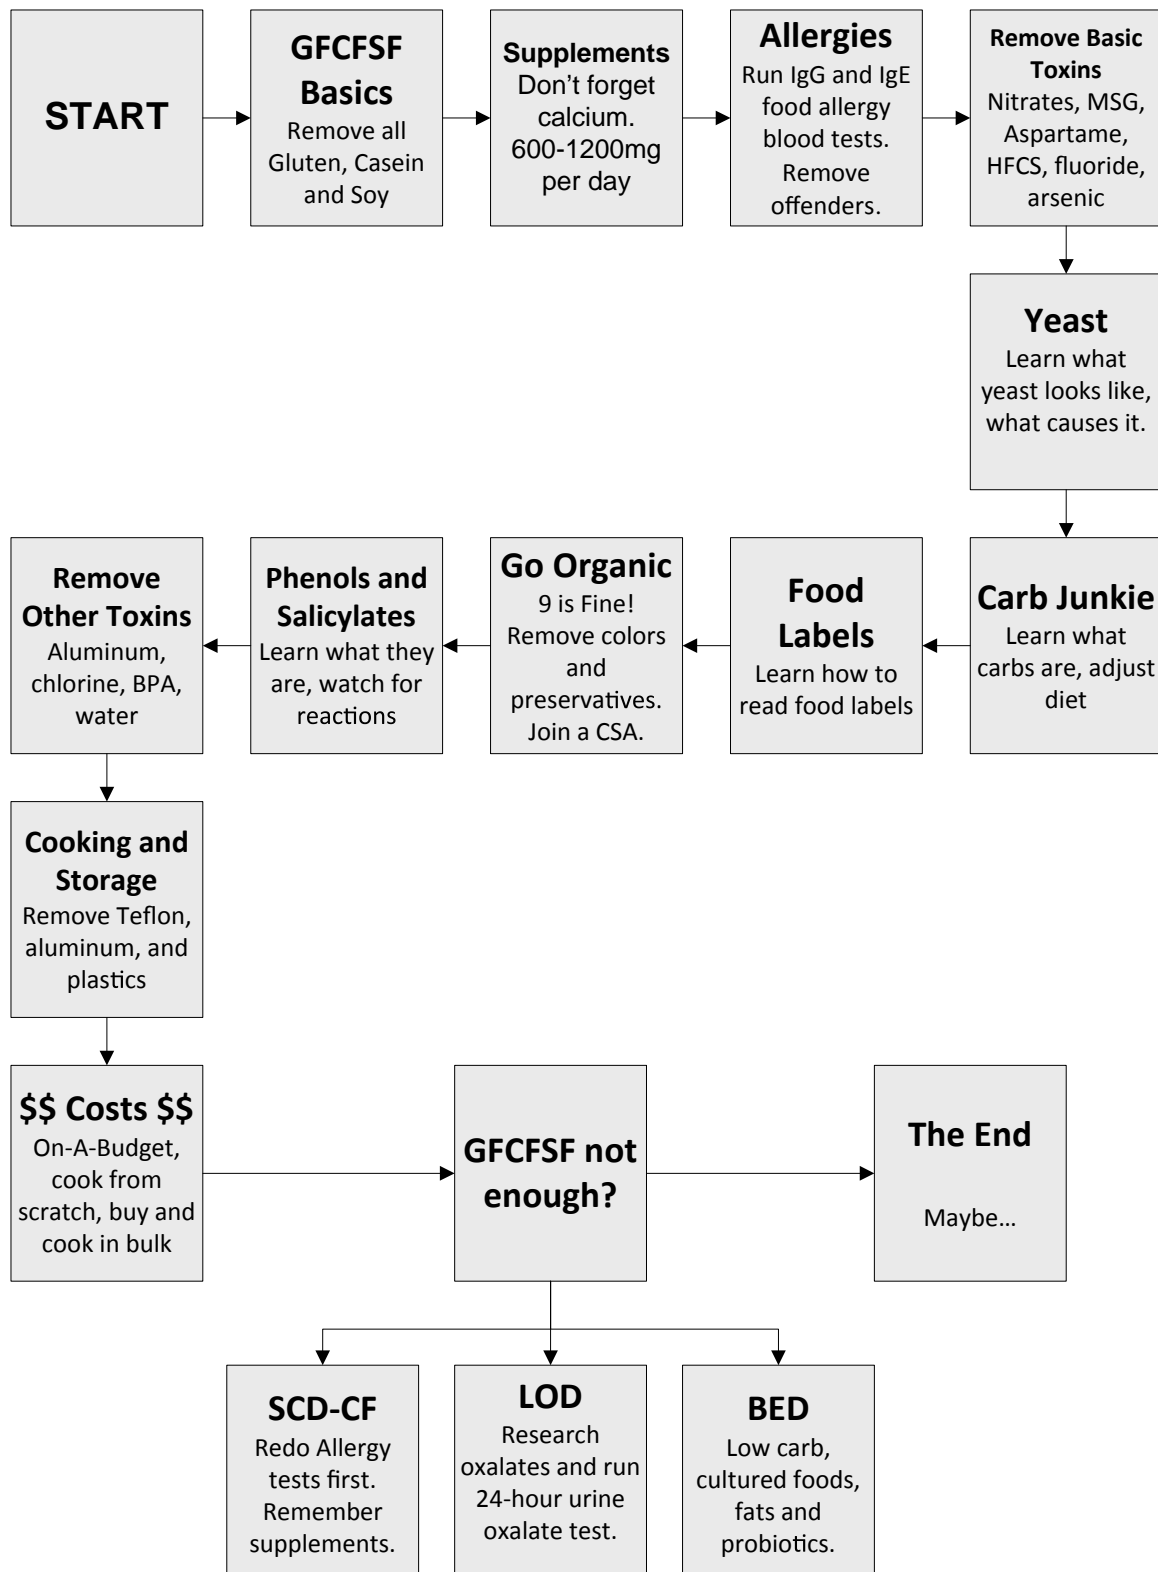 START
GFCFSF
Basics
Remove all
Gluten, Casein
and Soy
Supplements
Don’t forget
calcium.
600-1200mg
per day
Allergies
Run IgG and IgE
food allergy
blood tests.
Remove
offenders.
Remove Basic
Toxins
Nitrates, MSG,
Aspartame,
HFCS, fluoride,
arsenic
Yeast
Learn what
yeast looks like,
what causes it.
Carb Junkie
Learn what
carbs are, adjust
diet
Food
Labels
Learn how to
read food labels
Go Organic
9 is Fine!
Remove colors
and
preservatives.
Join a CSA.
Phenols and
Salicylates
Learn what they
are, watch for
reactions
Remove
Other Toxins
Aluminum,
chlorine, BPA,
water
Cooking and
Storage
Remove Teflon,
aluminum, and
plastics
$$ Costs $$
On-A-Budget,
cook from
scratch, buy and
cook in bulk
GFCFSF not
enough?
The End
Maybe…
SCD-CF
Redo Allergy
tests first.
Remember
supplements.
LOD
Research
oxalates and run
24-hour urine
oxalate test.
BED
Low carb,
cultured foods,
fats and
probiotics.